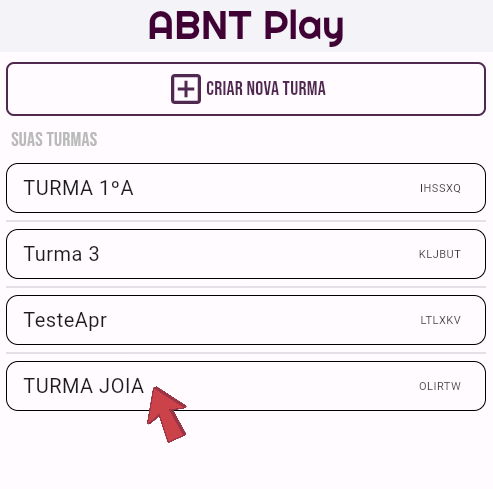 ABNT Play
CRIAR NOVA TURMA
SUAS TURMAS
TURMA 1ºA IHSSXQ
Turma 3 KLJBUT
TesteApr LTLXKV
TURMA JOIA OLIRTW